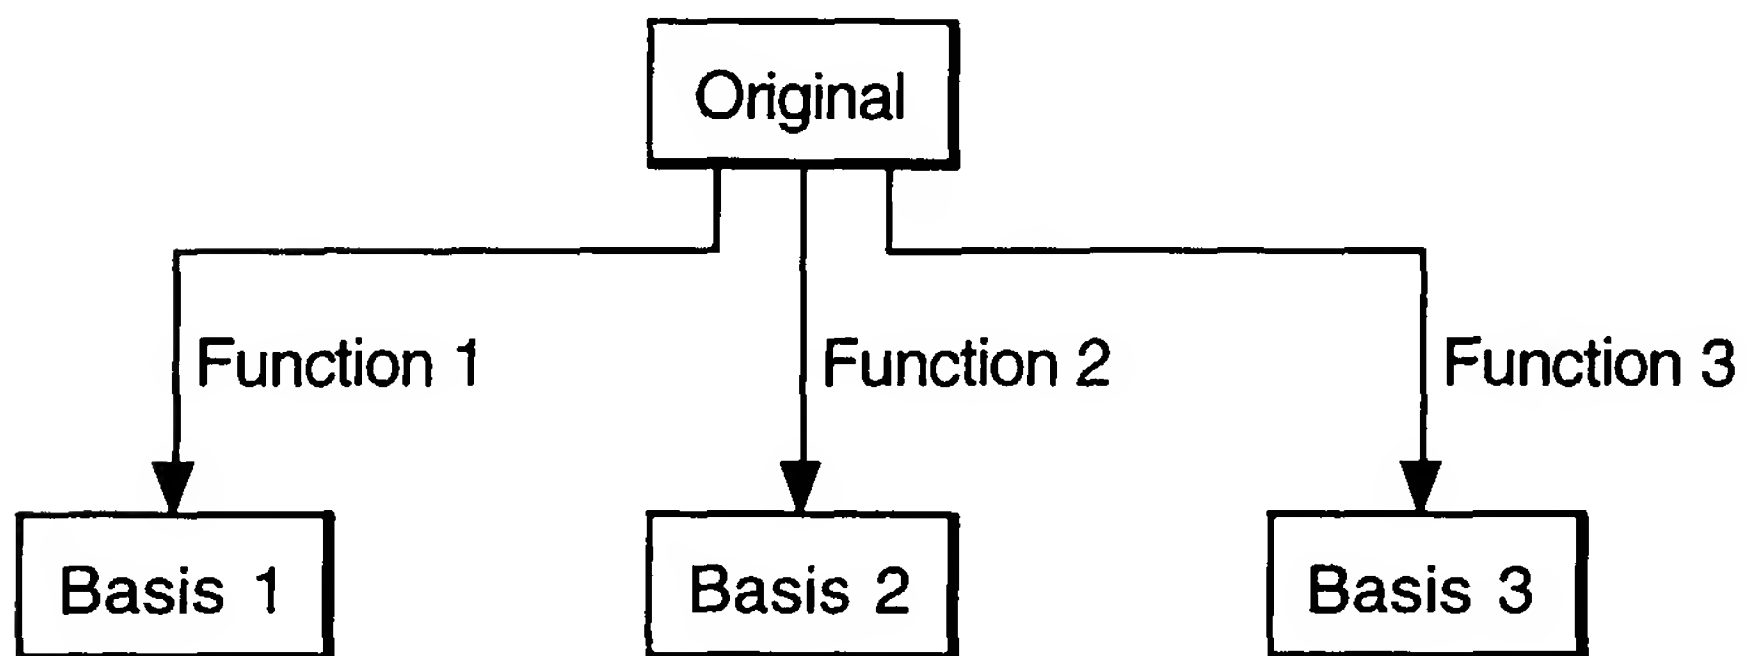 Original
Function 1
Function 2
Function 3
Basis 1
Basis 2
Basis 3